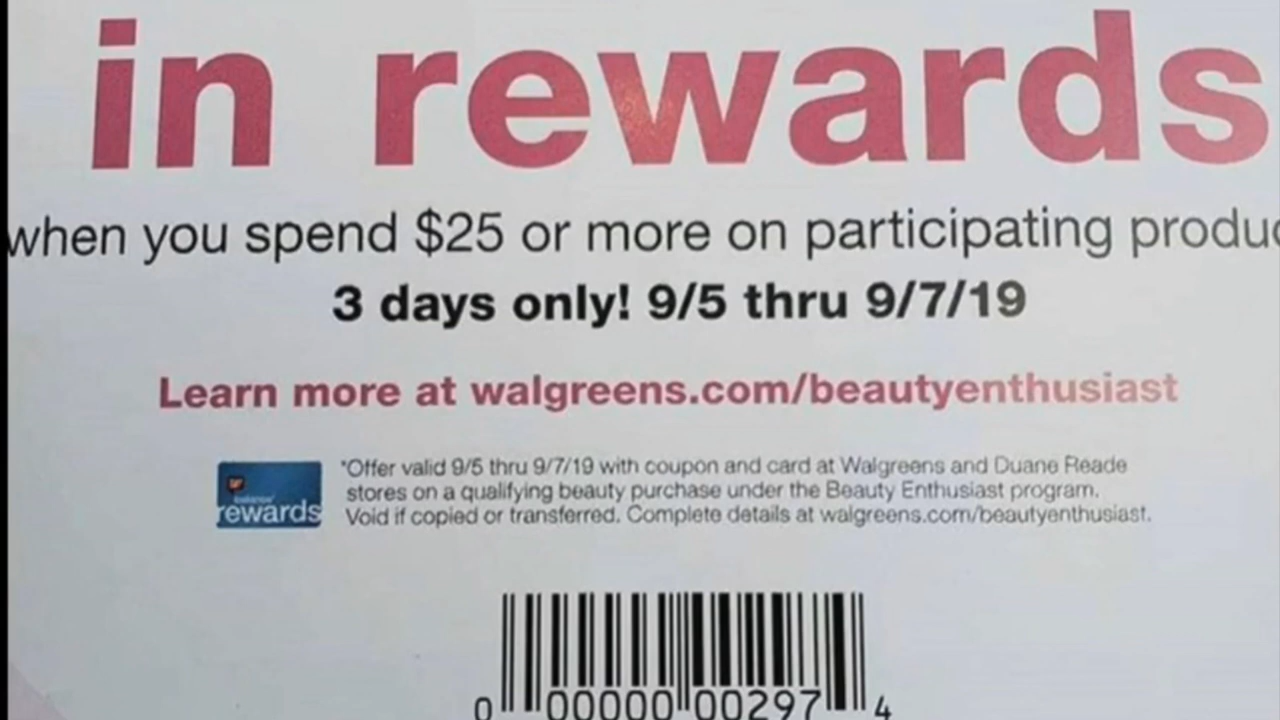 in rewards
when you spend $25 or more on participating
3 days only! 9/5 thru 9/7/19
Learn more at walgreens.com/beautyenthusiast
rewards
*Offer valid 9/5 thru 9/7/19 with coupon and card at Walgreens and Duane Reade
stores on a qualifying beauty purchase under the Beauty Enthusiast program.
Void if copied or transferred. Complete details at walgreens.com/beautyenthusiast.
0 00000 00297 4